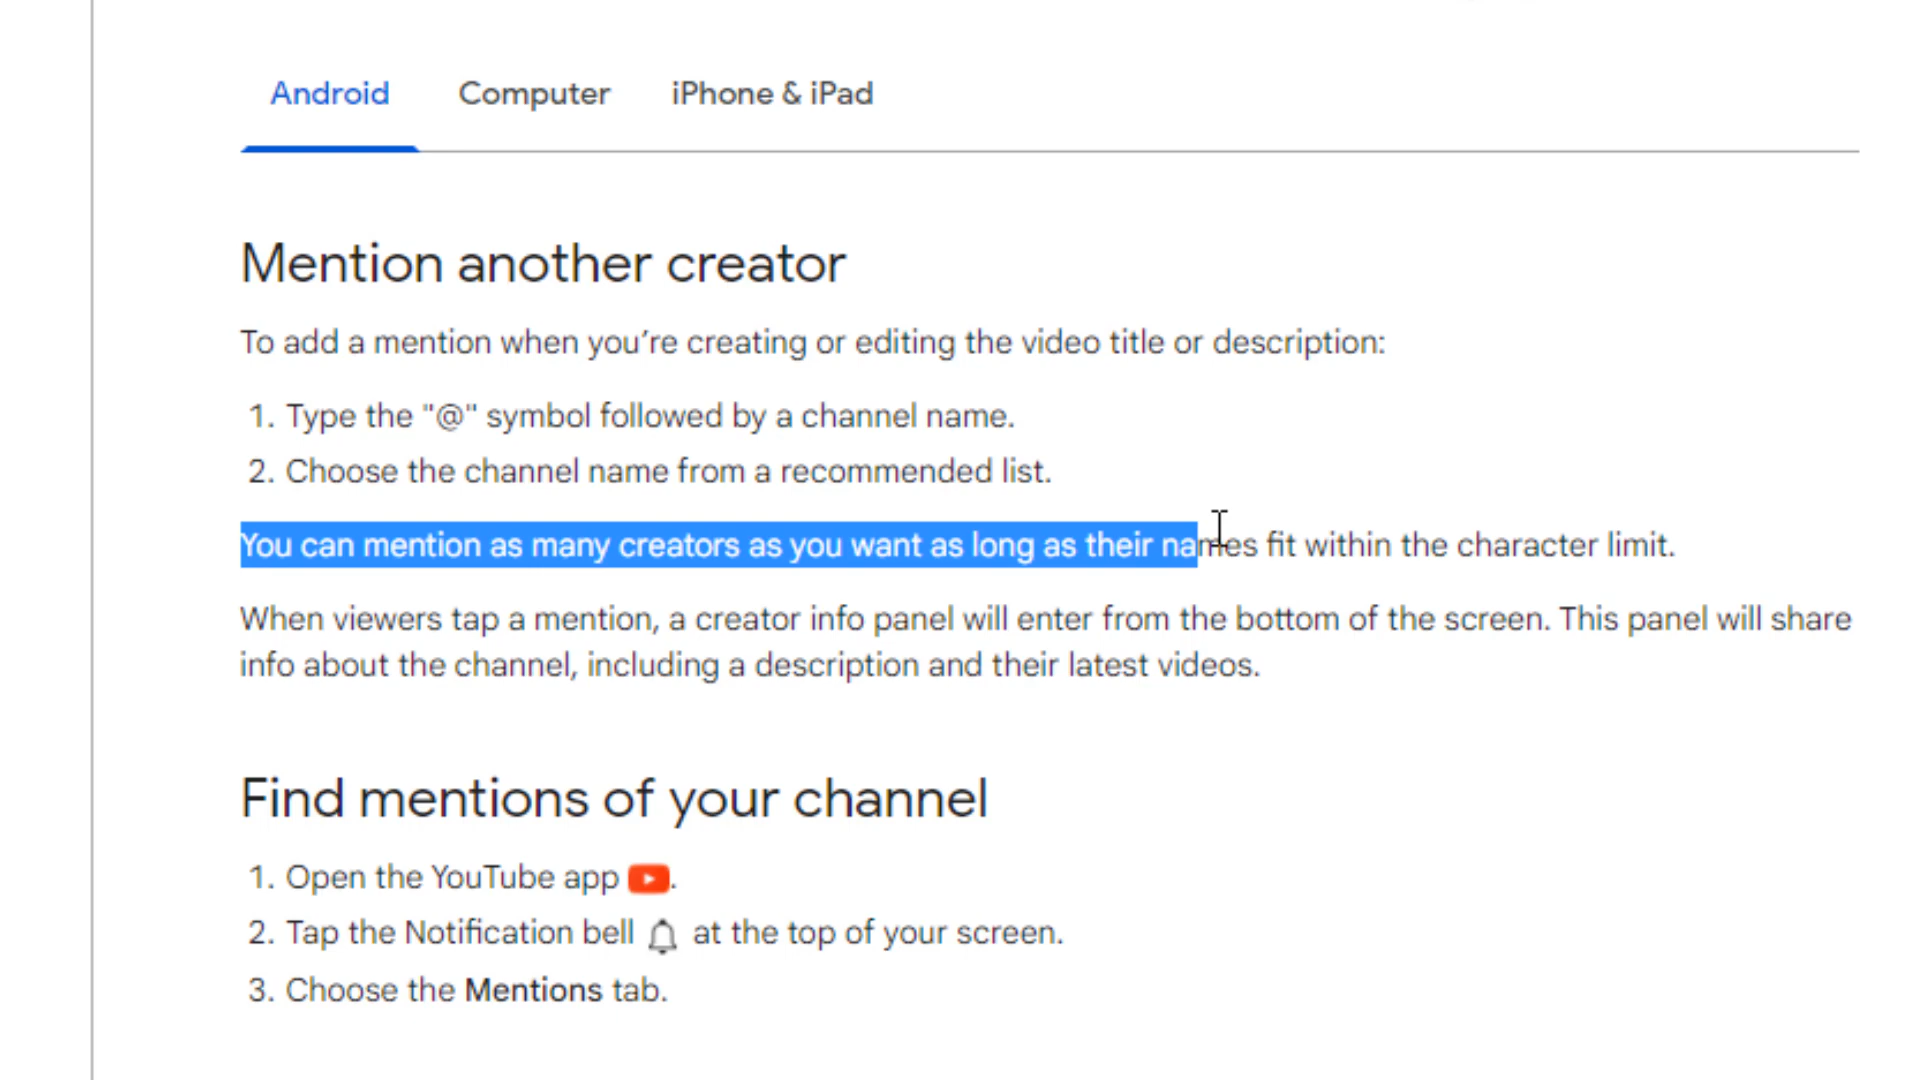 Android Computer iPhone & iPad
Mention another creator
To add a mention when you’re creating or editing the video title or description:
1. Type the "@" symbol followed by a channel name.
2. Choose the channel name from a recommended list.
You can mention as many creators as you want as long as their names fit within the character limit.
When viewers tap a mention, a creator info panel will enter from the bottom of the screen. This panel will share
info about the channel, including a description and their latest videos.
Find mentions of your channel
1. Open the YouTube app .
2. Tap the Notification bell at the top of your screen.
3. Choose the Mentions tab.